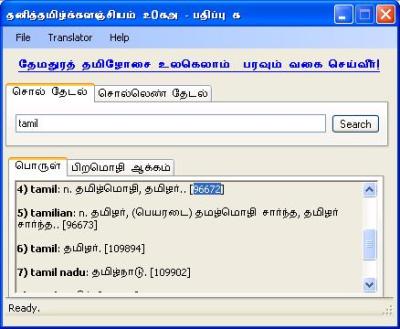 தனித்தமிழ்க்களஞ்சியம் ௨0௧௮ - பதிப்பு ௧
File Translator Help
தேமதுரத் தமிழோசை உலகெலாம் பரவும் வகை செய்வீர்!
சொல் தேடல் சொல்லெண் தேடல்
tamil Search
பொருள் பிறமொழி ஆக்கம்
4) tamil: n. தமிழ்மொழி, தமிழர்.. [96672]
5) tamilian: n. தமிழர், (பெயரடை) தமழ்மொழி சார்ந்த, தமிழர்
சார்ந்த.. [96673]
6) tamil: தமிழர். [109894]
7) tamil nadu: தமிழ்நாடு. [109902]
Ready.